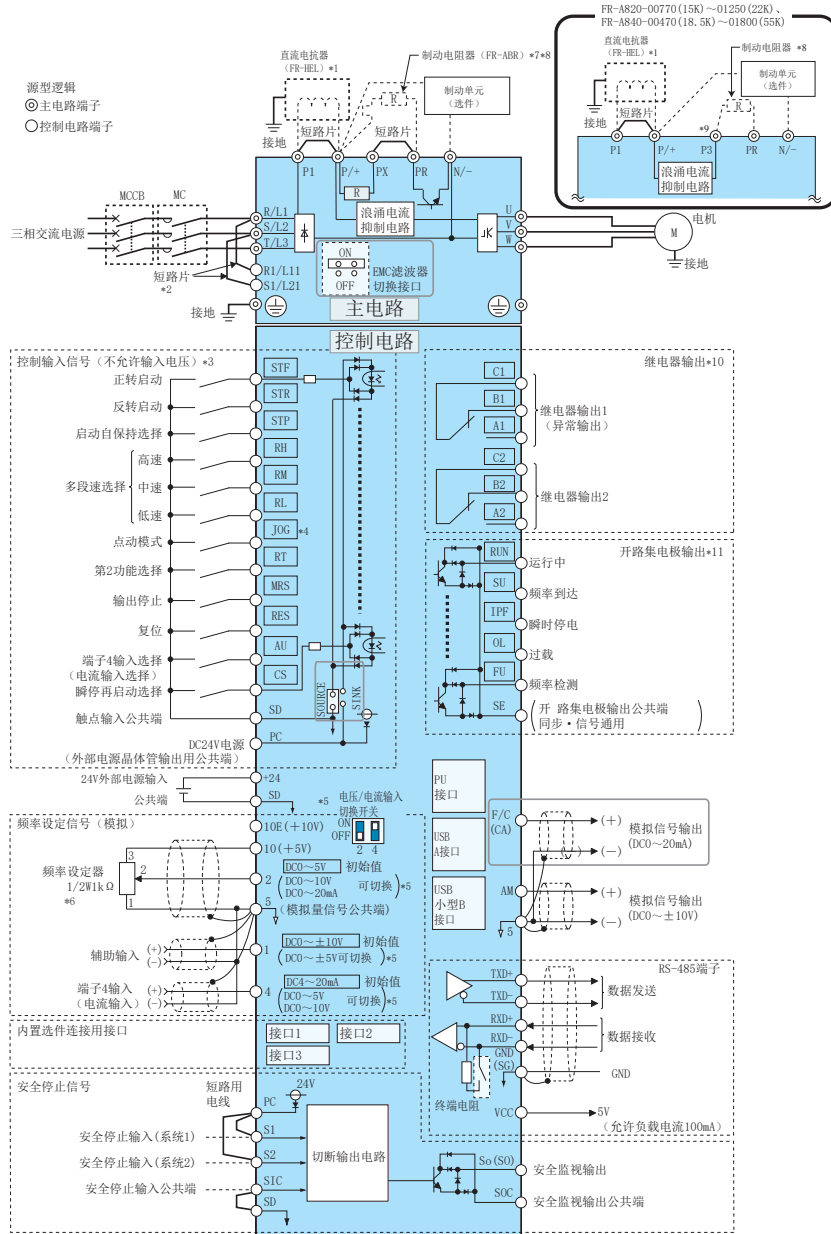 FR-A820-00770(15K)～01250(22K)、
FR-A840-00470(18.5K)～01800(55K)
直流电抗器
(FR-HEL)*1
制动电阻器 *8
制动单元
(选件)
R
接地
短路片
*9
P1
P/+
P3
PR
N/-
浪涌电流
抑制电路
源型逻辑
主电路端子
控制电路端子
直流电抗器
(FR-HEL)*1
制动电阻器(FR-ABR)*7*8
制动单元
(选件)
R
接地
短路片
短路片
P1
P/+
PX
PR
N/-
R
浪涌电流
抑制电路
MCCB
MC
三相交流电源
R/L1
S/L2
T/L3
R1/L11
S1/L21
短路片
*2
接地
ON
OFF
EMC滤波器
切换接口
主电路
U
V
W
电机
M
接地
控制电路
控制输入信号(不允许输入电压)*3
正转启动
反转启动
启动自保持选择
多段速选择
高速
中速
低速
点动模式
第2功能选择
输出停止
复位
端子4输入选择
(电流输入选择)
瞬停再启动选择
触点输入公共端
DC24V电源
(外部电源晶体管输出用公共端)
STF
STR
STP
RH
RM
RL
JOG *4
RT
MRS
RES
AU
CS
SD
PC
SOURCE
SINK
继电器输出*10
C1
B1
A1
继电器输出1
(异常输出)
C2
B2
A2
继电器输出2
开路集电极输出*11
RUN
运行中
SU
频率到达
IPF
瞬时停电
OL
过载
FU
频率检测
SE
开 路集电极输出公共端
同步·信号通用
24V外部电源输入
公共端
+24
SD
*5 电压/电流输入
切换开关
ON
OFF
2 4
频率设定信号(模拟)
10E(+10V)
10(+5V)
频率设定器
1/2W1kΩ
*6
3
2
1
2
DC0～5V 初始值
DC0～10V
DC0～20mA
可切换 *5
5
(模拟量信号公共端)
辅助输入 (+)
(-)
1
DC0～±10V 初始值
DC0～±5V可切换 *5
端子4输入 (+)
(电流输入) (-)
4
DC4～20mA 初始值
DC0～5V
DC0～10V
可切换 *5
PU
接口
USB
A接口
USB
小型B
接口
F/C
(CA)
(+)
(-)
模拟信号输出
(DC0～20mA)
AM
5
(+)
(-)
模拟信号输出
(DC0～±10V)
RS-485端子
TXD+
TXD-
数据发送
RXD+
RXD-
数据接收
GND
(SG)
GND
终端电阻
VCC
5V
(允许负载电流100mA)
内置选件连接用接口
接口1
接口2
接口3
安全停止信号
短路用
电线
24V
PC
安全停止输入(系统1)
S1
安全停止输入(系统2)
S2
安全停止输入公共端
SIC
SD
切断输出电路
So(SO)
安全监视输出
SOC
安全监视输出公共端